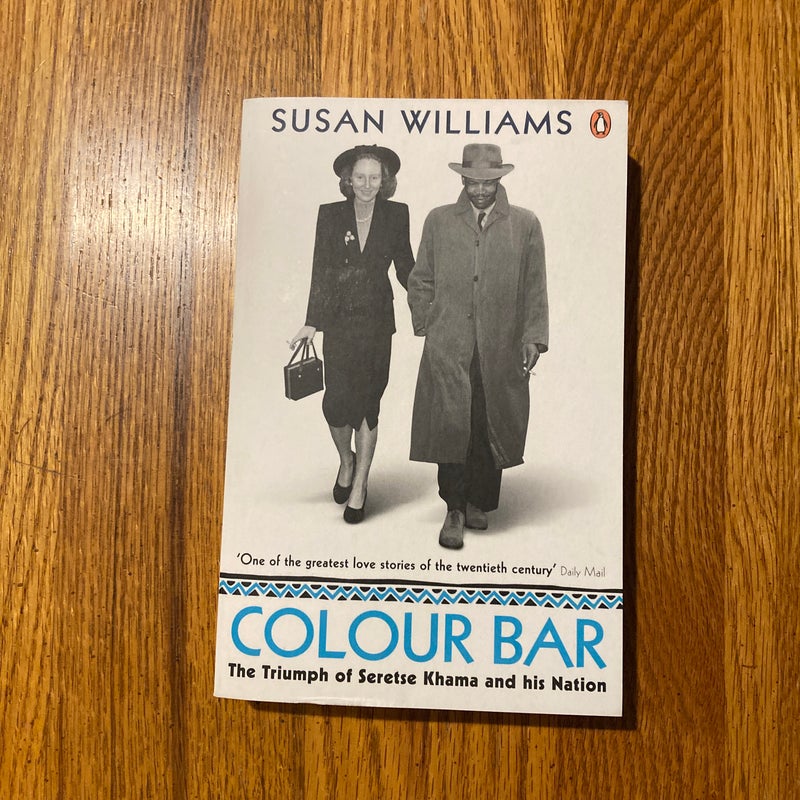 SUSAN WILLIAMS
'One of the greatest love stories of the twentieth century' Daily Mail
COLOUR BAR
The Triumph of Seretse Khama and his Nation